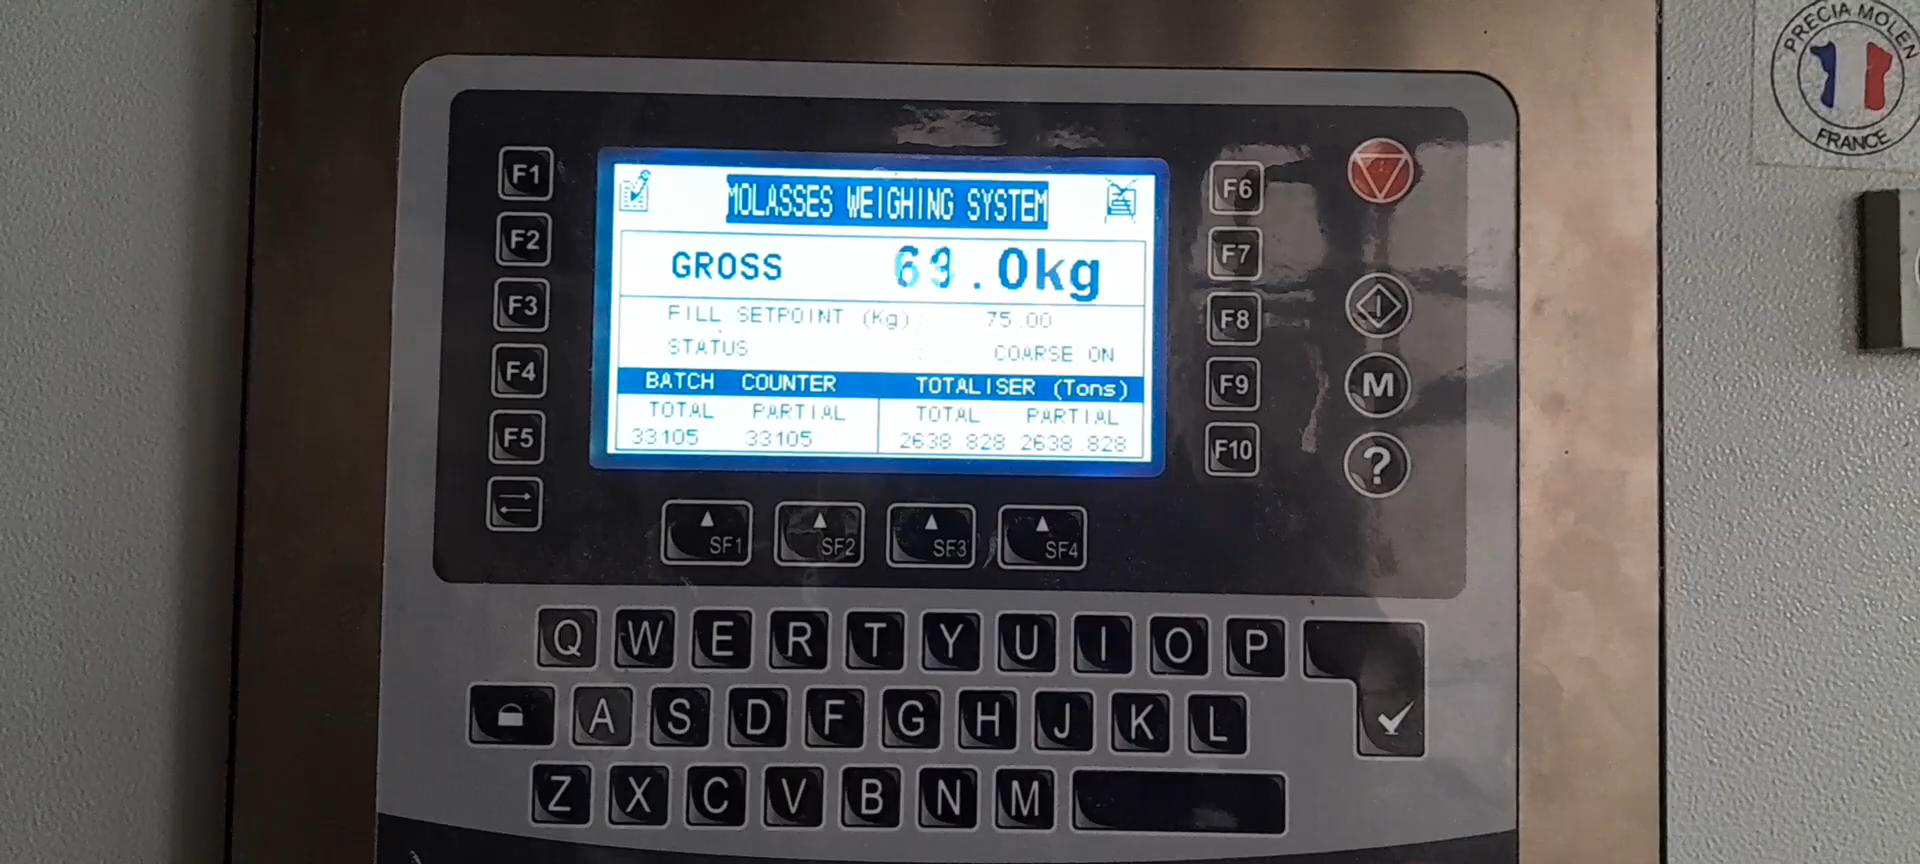 PRECIA MOLEN
FRANCE
MOLASSES WEIGHING SYSTEM
GROSS .0kg
FILL SETPOINT (Kg) : 75.00
STATUS : COARSE ON
BATCH COUNTER TOTALISER (Tons)
TOTAL PARTIAL TOTAL PARTIAL
33105 33105 2638.828 2638.828
F1
F2
F3
F4
F5
F6
F7
F8
F9
F10
M
?
SF1 SF2 SF3 SF4
Q W E R T Y U I O P
A S D F G H J K L
Z X C V B N M